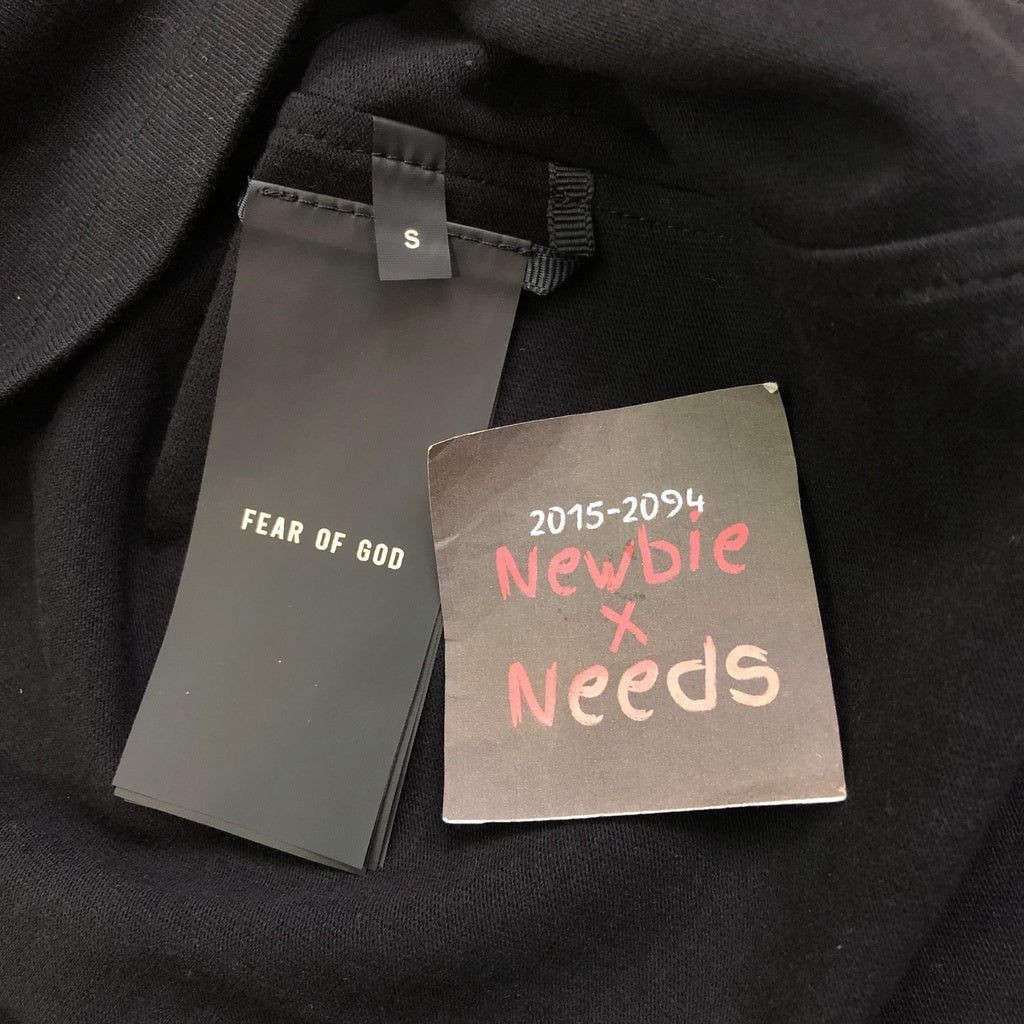 S
FEAR OF GOD
2015-2094
Newbie
x
Needs